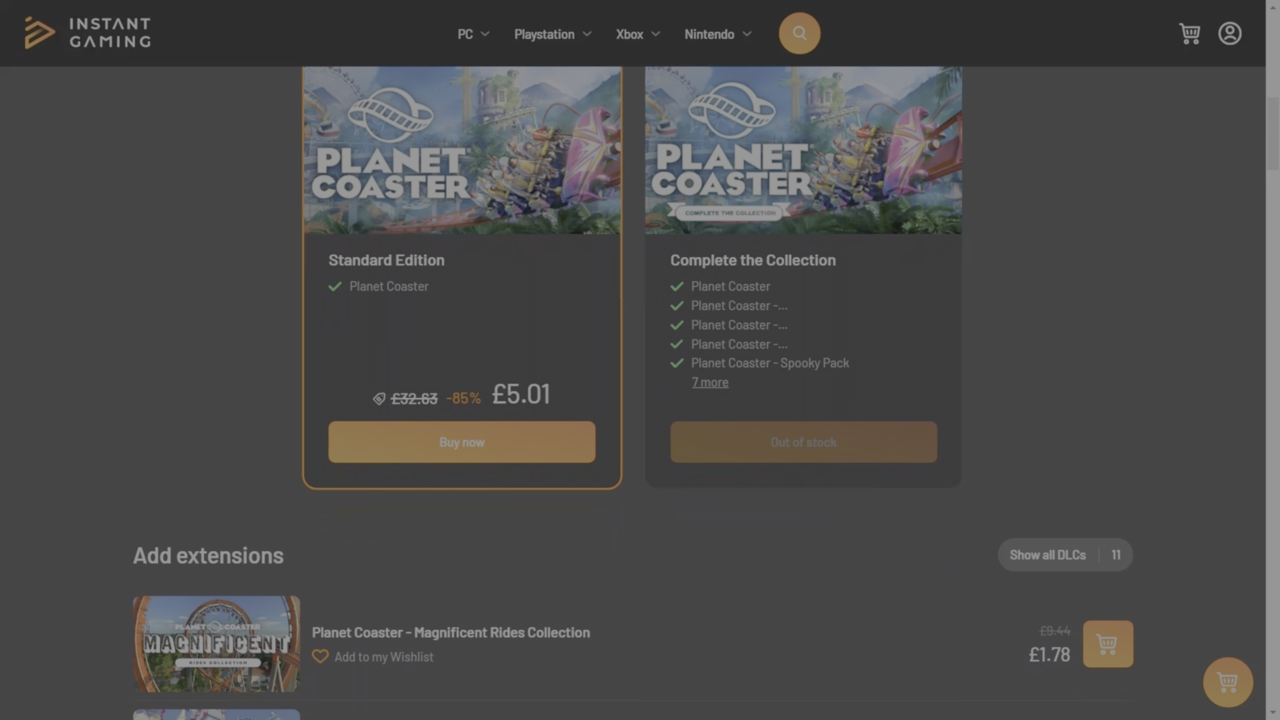 INSTANT
GAMING
PC
Playstation
Xbox
Nintendo
PLANET
COASTER
PLANET
COASTER
COMPLETE THE COLLECTION
Standard Edition
Planet Coaster
£32.63 -85% £5.01
Buy now
Complete the Collection
Planet Coaster
Planet Coaster -...
Planet Coaster -...
Planet Coaster -...
Planet Coaster - Spooky Pack
7 more
Out of stock
Add extensions
Show all DLCs 11
PLANET COASTER
MAGNIFICENT
RIDES COLLECTION
Planet Coaster - Magnificent Rides Collection
Add to my Wishlist
£9.44
£1.78